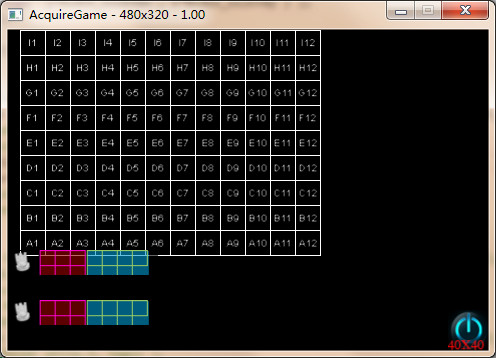 AcquireGame - 480x320 - 1.00
I1 I2 I3 I4 I5 I6 I7 I8 I9 I10 I11 I12
H1 H2 H3 H4 H5 H6 H7 H8 H9 H10 H11 H12
G1 G2 G3 G4 G5 G6 G7 G8 G9 G10 G11 G12
F1 F2 F3 F4 F5 F6 F7 F8 F9 F10 F11 F12
E1 E2 E3 E4 E5 E6 E7 E8 E9 E10 E11 E12
D1 D2 D3 D4 D5 D6 D7 D8 D9 D10 D11 D12
C1 C2 C3 C4 C5 C6 C7 C8 C9 C10 C11 C12
B1 B2 B3 B4 B5 B6 B7 B8 B9 B10 B11 B12
A1 A2 A3 A4 A5 A6 A7 A8 A9 A10 A11 A12
40X40